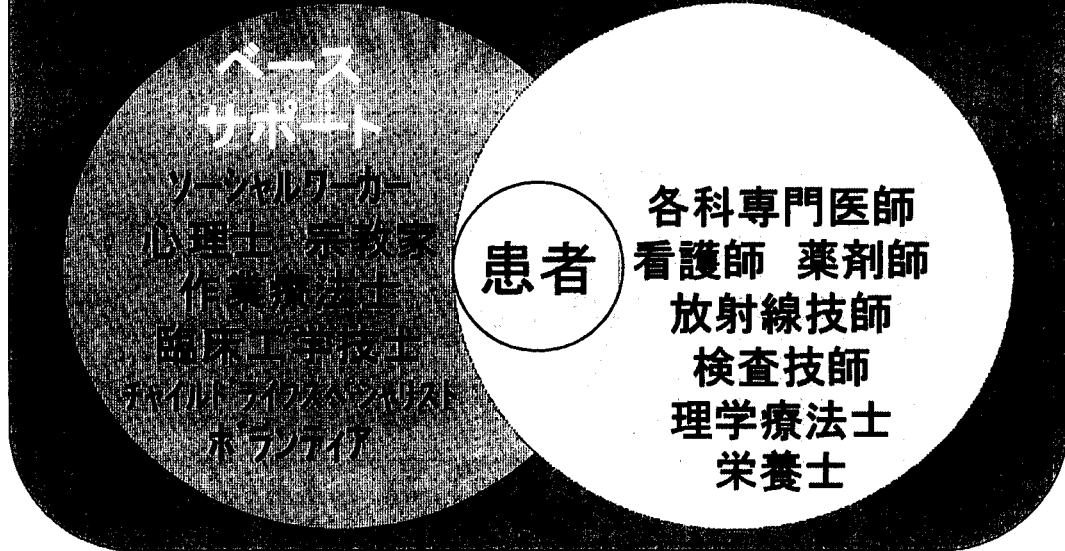 ベース
サポート
ソーシャルワーカー
心理士 宗教家
作業療法士
臨床工学技士
チャイルドライフスペシャリスト
ボランティア
患者
各科専門医師
看護師 薬剤師
放射線技師
検査技師
理学療法士
栄養士